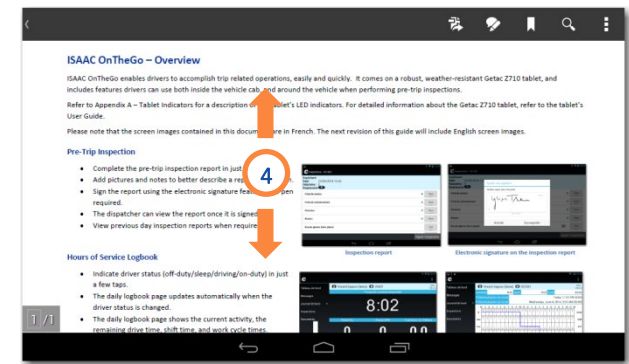 ISAAC OnTheGo – Overview
ISAAC OnTheGo enables drivers to accomplish trip related operations, easily and quickly. It comes on a robust, weather-resistant Getac Z710 tablet, and
includes features drivers can use both inside the vehicle cab, and around the vehicle when performing pre-trip inspections.
Refer to Appendix A – Tablet Indicators for a description of let's LED indicators. For detailed information about the Getac Z710 tablet, refer to the tablet's
User Guide.
Please note that the screen images contained in this docum are in French. The next revision of this guide will include English screen images.
Pre-Trip Inspection
• Complete the pre-trip inspection report in just
• Add pictures and notes to better describe a rep
• Sign the report using the electronic signature featu pen
required.
• The dispatcher can view the report once it is signed
• View previous day inspection reports when require
4
Inspection report
Electronic signature on the inspection report
Hours of Service Logbook
• Indicate driver status (off-duty/sleep/driving/on-duty) in just
a few taps.
• The daily logbook page updates automatically when the
driver status is changed.
• The daily logbook page shows the current activity, the
remaining drive time, shift time, and work cycle times.
8:02
1 /1